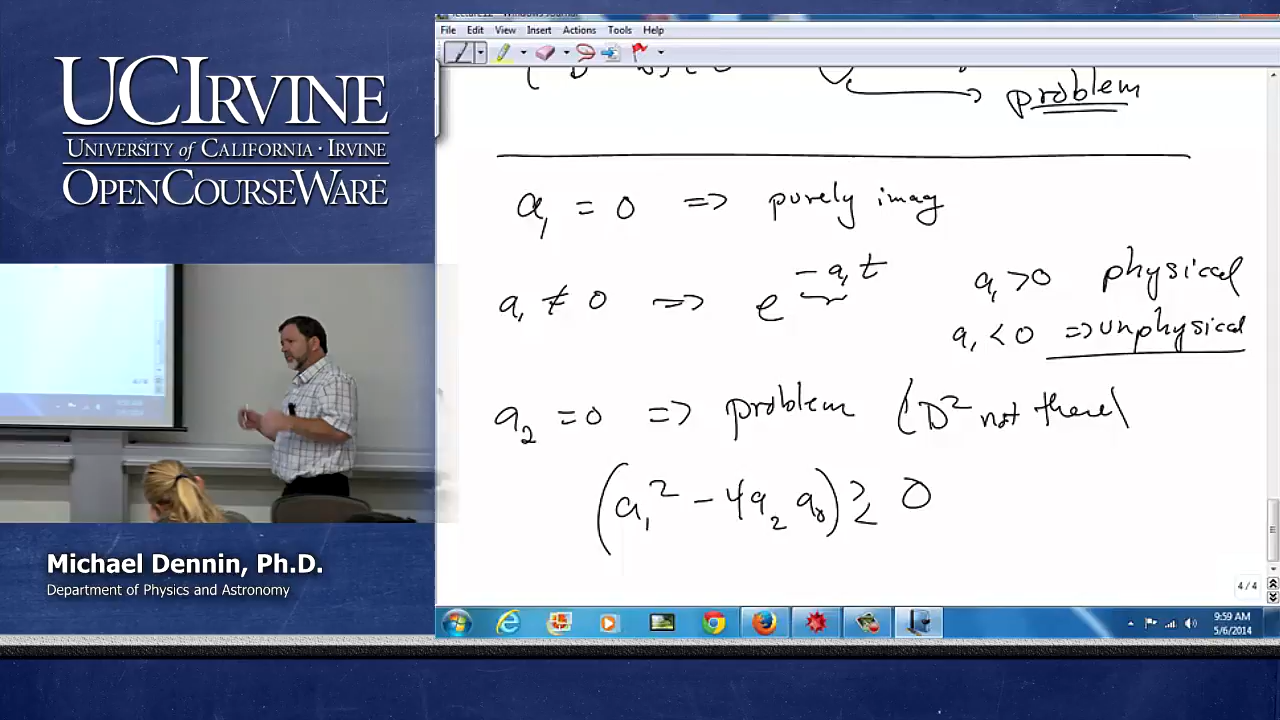 UCIRVINE
UNIVERSITY of CALIFORNIA · IRVINE
OPENCOURSEWARE
Michael Dennin, Ph.D.
Department of Physics and Astronomy
File Edit View Insert Actions Tools Help
problem
a₁ = 0 => purely imag
a₁ ≠ 0 => e^(-a₁t)
a₁ > 0 physical
a₁ < 0 => unphysical
a₂ = 0 => problem (D² not there)
(a₁² - 4a₂a₀) ≥ 0
4/4
9:59 AM
5/6/2014